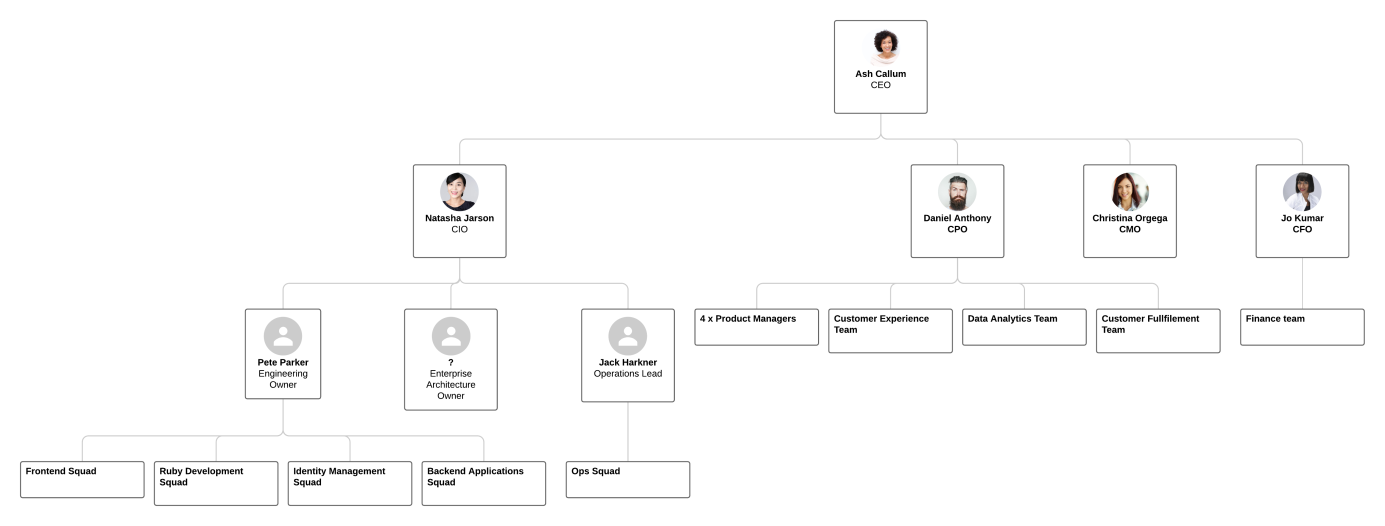 Ash Callum
CEO
Natasha Jarson
CIO
Daniel Anthony
CPO
Christina Orgega
CMO
Jo Kumar
CFO
Pete Parker
Engineering
Owner
?
Enterprise
Architecture
Owner
Jack Harkner
Operations Lead
4 x Product Managers
Customer Experience
Team
Data Analytics Team
Customer Fullfilement
Team
Finance team
Frontend Squad
Ruby Development
Squad
Identity Management
Squad
Backend Applications
Squad
Ops Squad